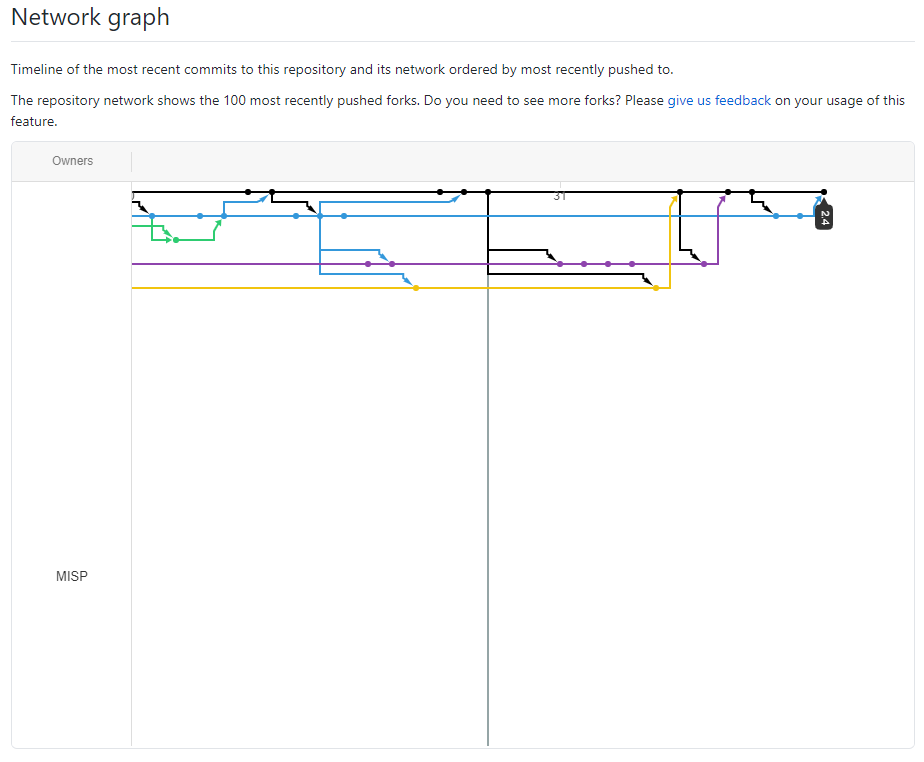 Network graph
Timeline of the most recent commits to this repository and its network ordered by most recently pushed to.
The repository network shows the 100 most recently pushed forks. Do you need to see more forks? Please give us feedback on your usage of this
feature.
Owners
31
2.4
MISP